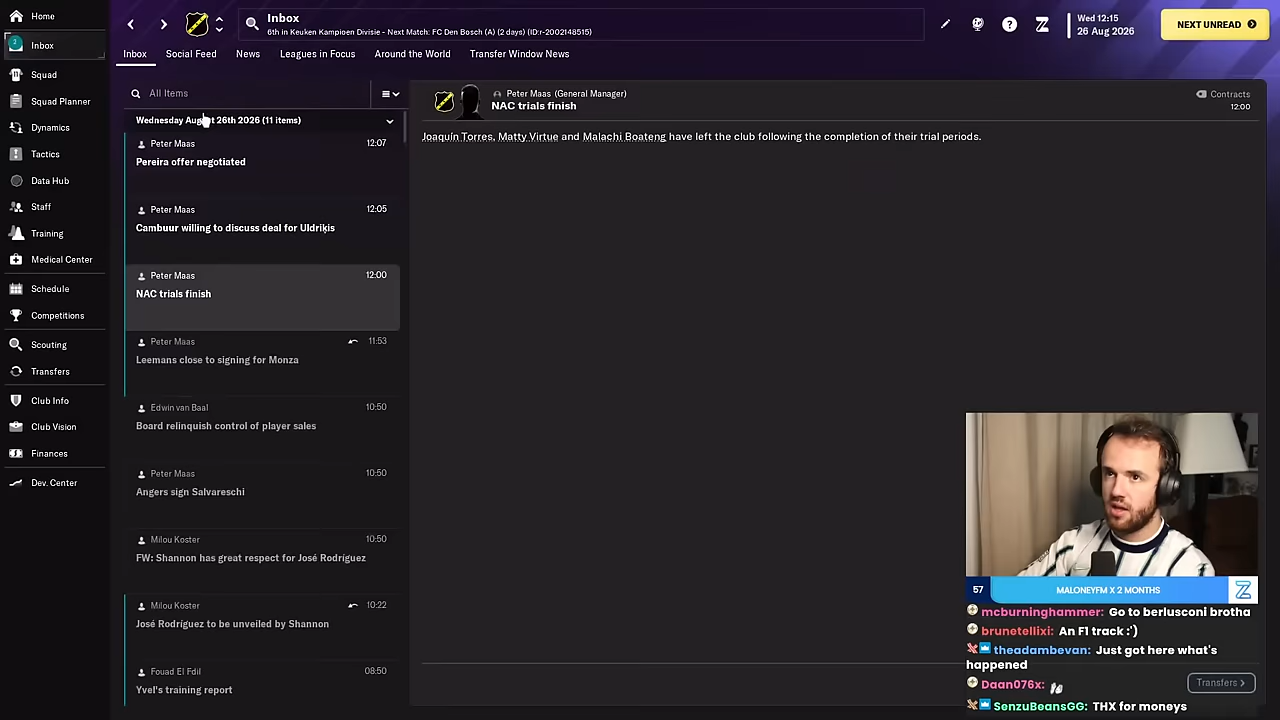 Home
Inbox
2
Squad
Squad Planner
Dynamics
Tactics
Data Hub
Staff
Training
Medical Center
Schedule
Competitions
Scouting
Transfers
Club Info
Club Vision
Finances
Dev. Center
Inbox
6th in Keuken Kampioen Divisie - Next Match: FC Den Bosch (A) (2 days) (ID:r-2002148515)
Wed 12:15
26 Aug 2026
NEXT UNREAD
Inbox
Social Feed
News
Leagues in Focus
Around the World
Transfer Window News
All Items
Wednesday August 26th 2026 (11 items)
Peter Maas 12:07
Pereira offer negotiated
Peter Maas 12:05
Cambuur willing to discuss deal for Uldriķis
Peter Maas 12:00
NAC trials finish
Peter Maas 11:53
Leemans close to signing for Monza
Edwin van Baal 10:50
Board relinquish control of player sales
Peter Maas 10:50
Angers sign Salvareschi
Milou Koster 10:50
FW: Shannon has great respect for José Rodríguez
Milou Koster 10:22
José Rodríguez to be unveiled by Shannon
Fouad El Fdil 08:50
Yvel's training report
Peter Maas (General Manager)
NAC trials finish
Contracts
12:00
Joaquín Torres, Matty Virtue and Malachi Boateng have left the club following the completion of their trial periods.
57
MALONEYFM X 2 MONTHS
mcburninghammer: Go to berlusconi brotha
brunetellixi: An F1 track :')
theadambevan: Just got here what's
happened
Daan076x:
SenzuBeansGG: THX for moneys
Transfers